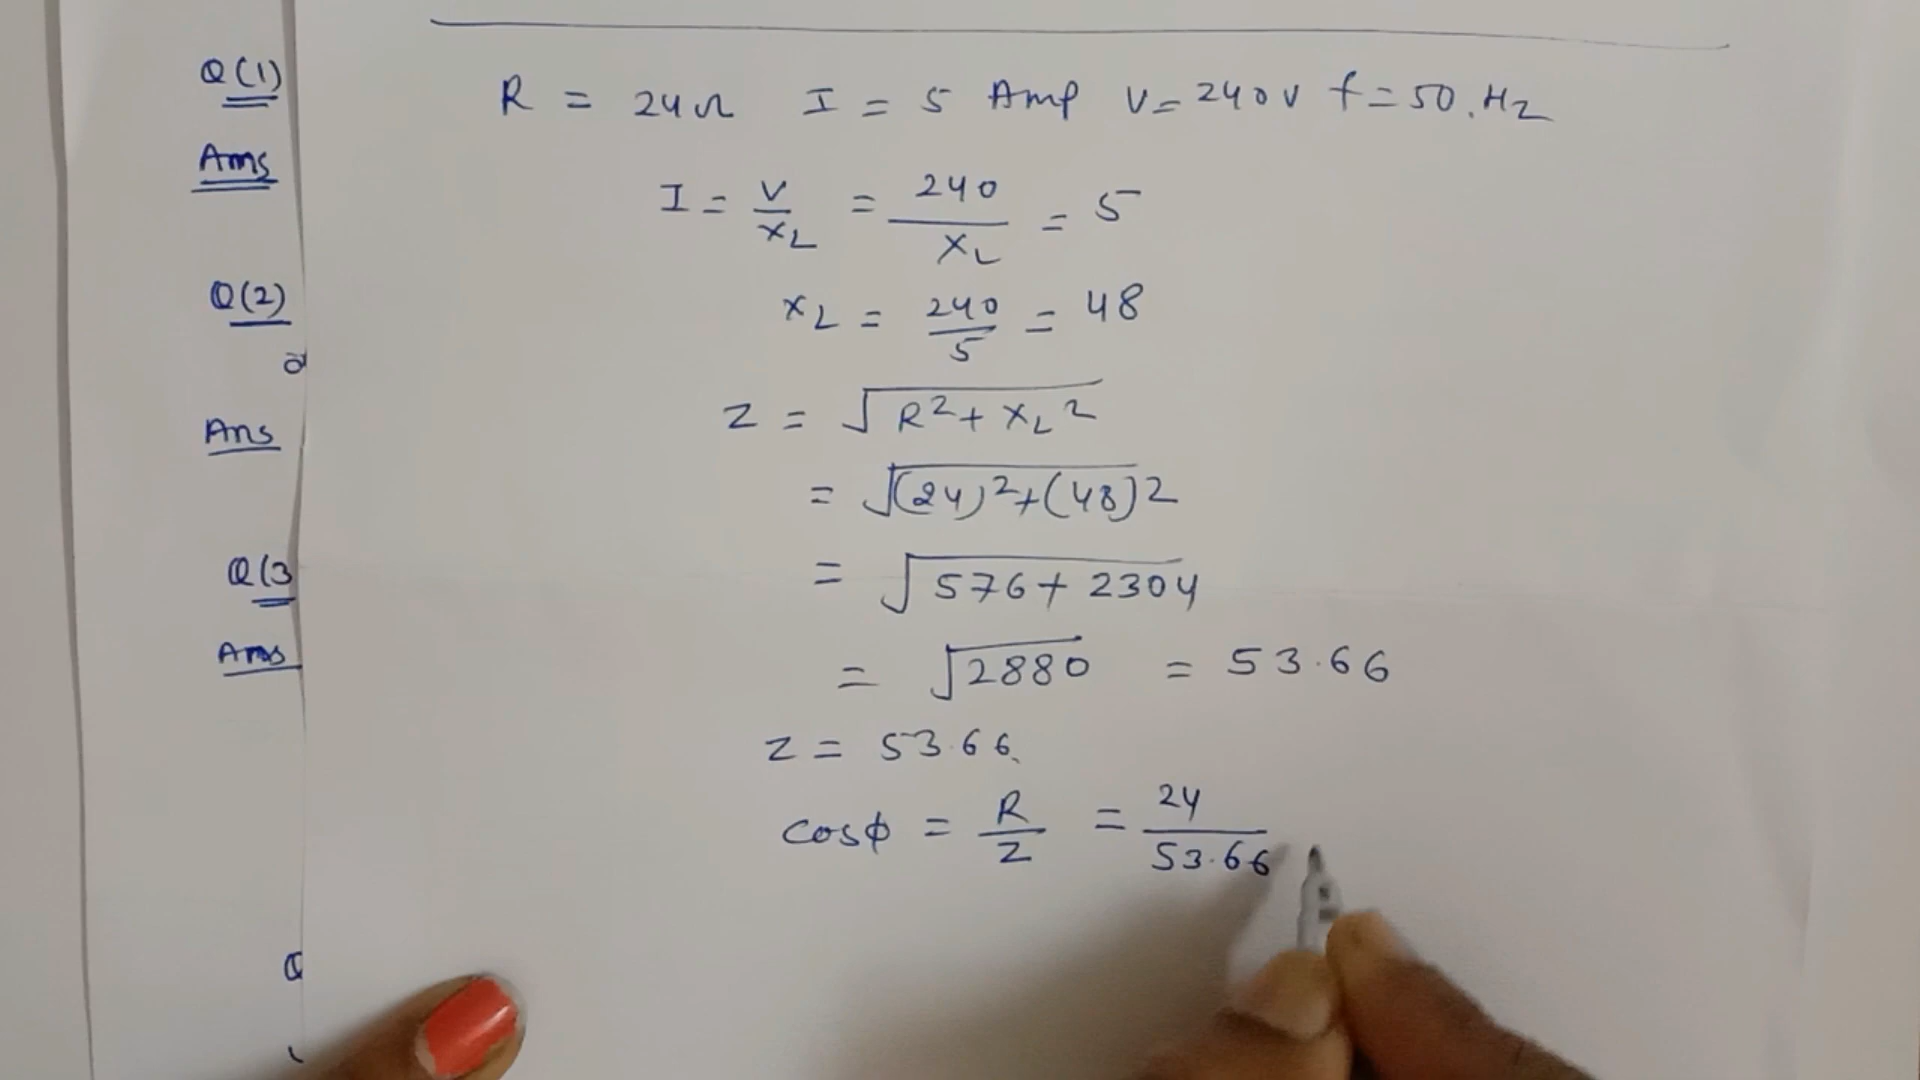 Q(1)
R = 24Ω I = 5 Amp V = 240V f = 50.Hz
Ans
I = V/XL = 240/XL = 5
Q(2)
XL = 240/5 = 48
Z = √R²+XL²
Ans
= √(24)²+(48)2
= √576+2304
Q(3
= √2880 = 53.66
Ans
Z = 53.66
cosϕ = R/Z = 24/53.66
Q